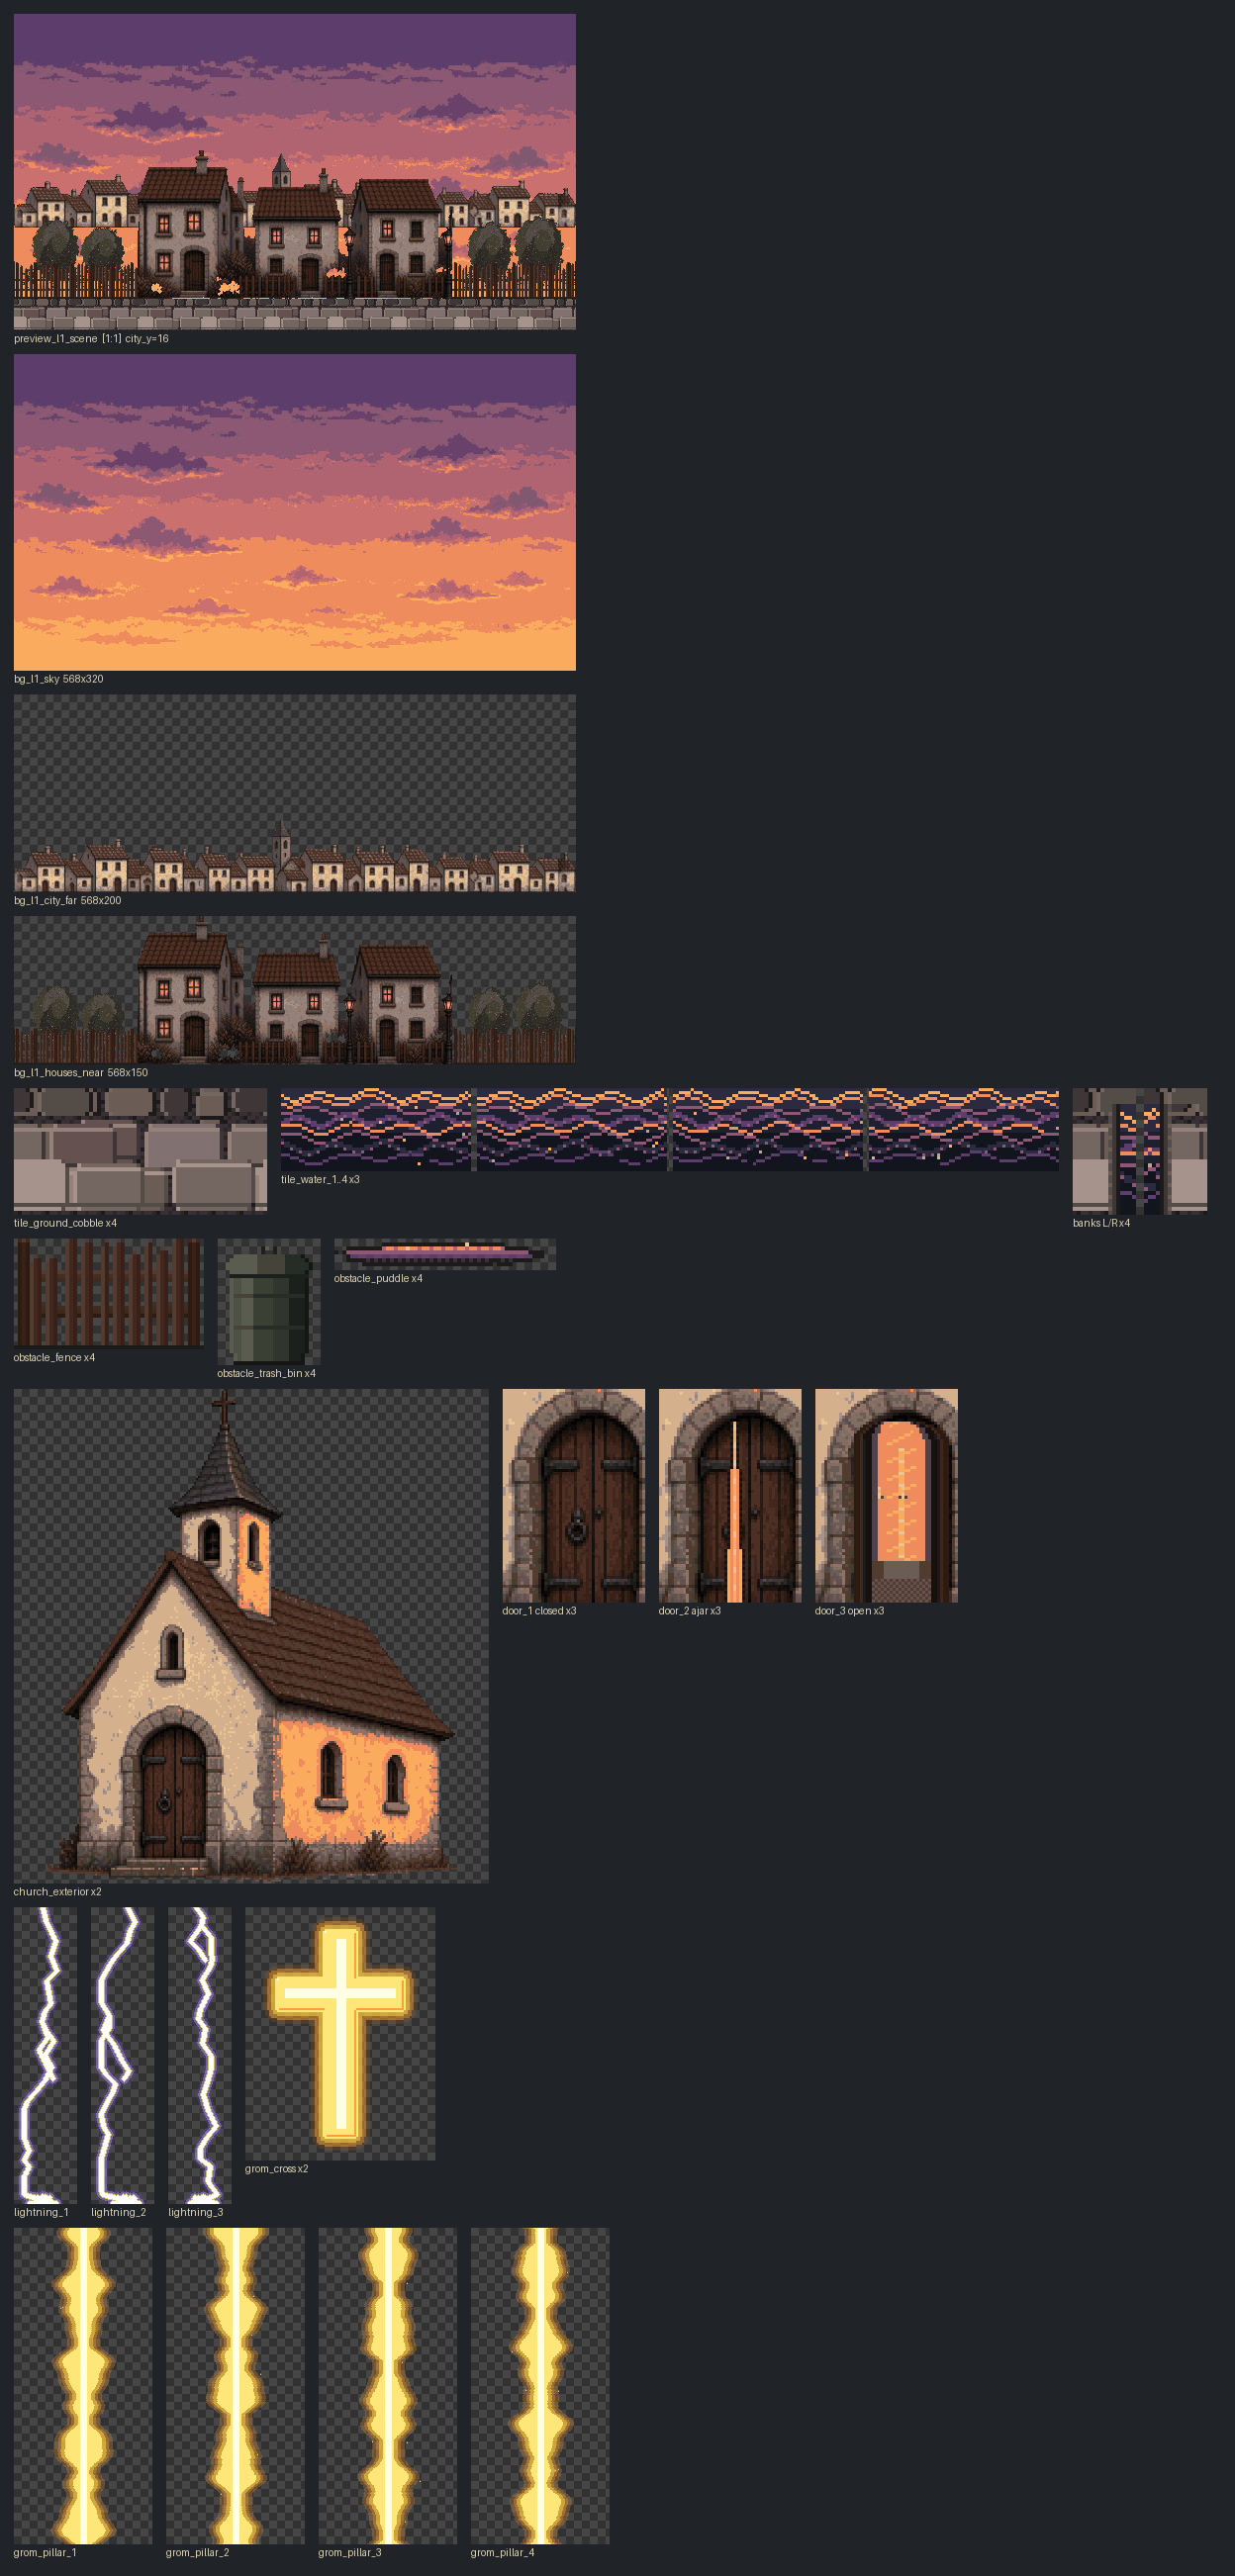 preview_l1_scene [1:1] city_y=16
bg_l1_sky 568x320
bg_l1_city_far 568x200
bg_l1_houses_near 568x150
tile_ground_cobble x4
tile_water_1..4 x3
banks L/R x4
obstacle_fence x4
obstacle_trash_bin x4
obstacle_puddle x4
church_exterior x2
door_1 closed x3
door_2 ajar x3
door_3 open x3
lightning_1
lightning_2
lightning_3
grom_cross x2
grom_pillar_1
grom_pillar_2
grom_pillar_3
grom_pillar_4